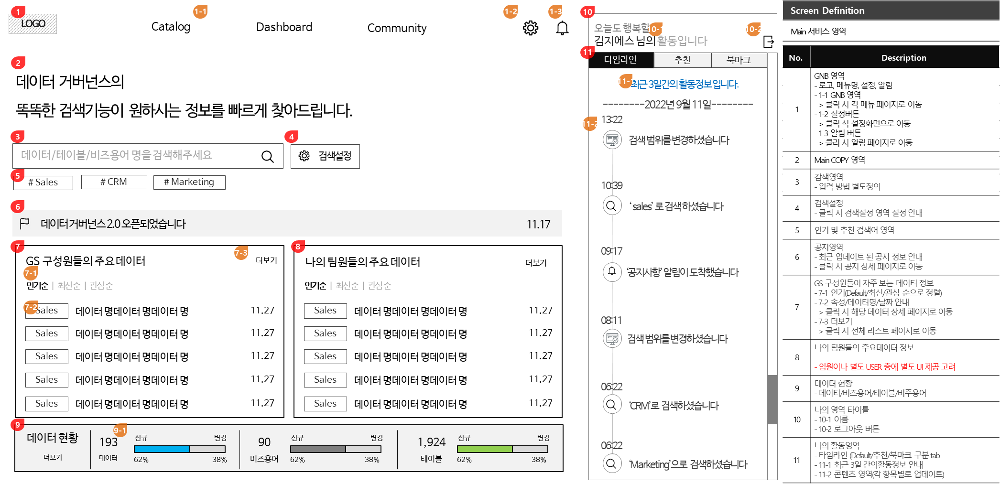 1
1-1
1-2
1-3
LOGO
Catalog
Dashboard
Community
2
데이터 거버넌스의
똑똑한 검색기능이 원하시는 정보를 빠르게 찾아드립니다.
3
4
데이터/테이블/비즈용어 명을 검색해주세요
검색설정
5
# Sales
# CRM
# Marketing
6
데이터 거버넌스 2.0 오픈되었습니다
11.17
7
7-3
GS 구성원들의 주요 데이터
더보기
7-1
인기순 | 최신순 | 관심순
7-2
Sales 데이터 명데이터 명데이터 명 11.27
Sales 데이터 명데이터 명데이터 명 11.27
Sales 데이터 명데이터 명데이터 명 11.27
Sales 데이터 명데이터 명데이터 명 11.27
Sales 데이터 명데이터 명데이터 명 11.27
8
나의 팀원들의 주요 데이터
더보기
인기순 | 최신순 | 관심순
Sales 데이터 명데이터 명데이터 명 11.27
Sales 데이터 명데이터 명데이터 명 11.27
Sales 데이터 명데이터 명데이터 명 11.27
Sales 데이터 명데이터 명데이터 명 11.27
Sales 데이터 명데이터 명데이터 명 11.27
9
데이터 현황
더보기
9-1
193
데이터
신규 변경
62% 38%
90
비즈용어
신규 변경
62% 38%
1,924
테이블
신규 변경
62% 38%
10
10-1
10-2
오늘도 행복할
김지에스 님의 활동입니다
11
타임라인
추천
북마크
11-1
최근 3일간의 활동정보 입니다.
--------2022년 9월 11일--------
11-2
13:22
검색 범위를 변경하셨습니다
10:39
‘ sales’ 로 검색 하셨습니다
09:17
‘공지사항’ 알림이 도착했습니다
08:11
검색 범위를 변경하셨습니다
06:22
‘CRM’로 검색하셨습니다
06:22
‘Marketing’으로 검색하셨습니다
Screen Definition
Main 서비스 영역
No. Description
1
GNB 영역
- 로고, 메뉴명, 설정, 알림
- 1-1 GNB 영역
> 클릭 시 각 메뉴 페이지로 이동
- 1-2 설정버튼
> 클릭 식 설정화면으로 이동
- 1-3 알림 버튼
> 클리 시 알림 페이지로 이동
2
Main COPY 영역
3
감색영역
- 입력 방법 별도정의
4
검색설정
- 클릭 시 검색설정 영역 설정 안내
5
인기 및 추천 검색어 영역
6
공지영역
- 최근 업데이트 된 공지 정보 안내
- 클릭 시 공지 상세 페이지로 이동
7
GS 구성원들이 자주 보는 데이터 정보
- 7-1 인기(Default/최신/관심 순으로 정렬)
- 7-2 속성/데이터명/날짜 안내
> 클릭 시 해당 데이터 상세 페이지로 이동
- 7-3 더보기
> 클릭 시 전체 리스트 페이지로 이동
8
나의 팀원들의 주요데이터 정보
- 임원이나 별도 USER 층에 별도 UI 제공 고려
9
데이터 현황
- 데이터/비즈용어/테이블/비주용어
10
나의 영역 타이틀
- 10-1 이름
- 10-2 로그아웃 버튼
11
나의 활동영역
- 타임라인 (Default/추천/북마크 구분 tab
- 11-1 최근 3일 간의활동정보 안내
- 11-2 콘텐츠 영역(각 항목별로 업데이트)